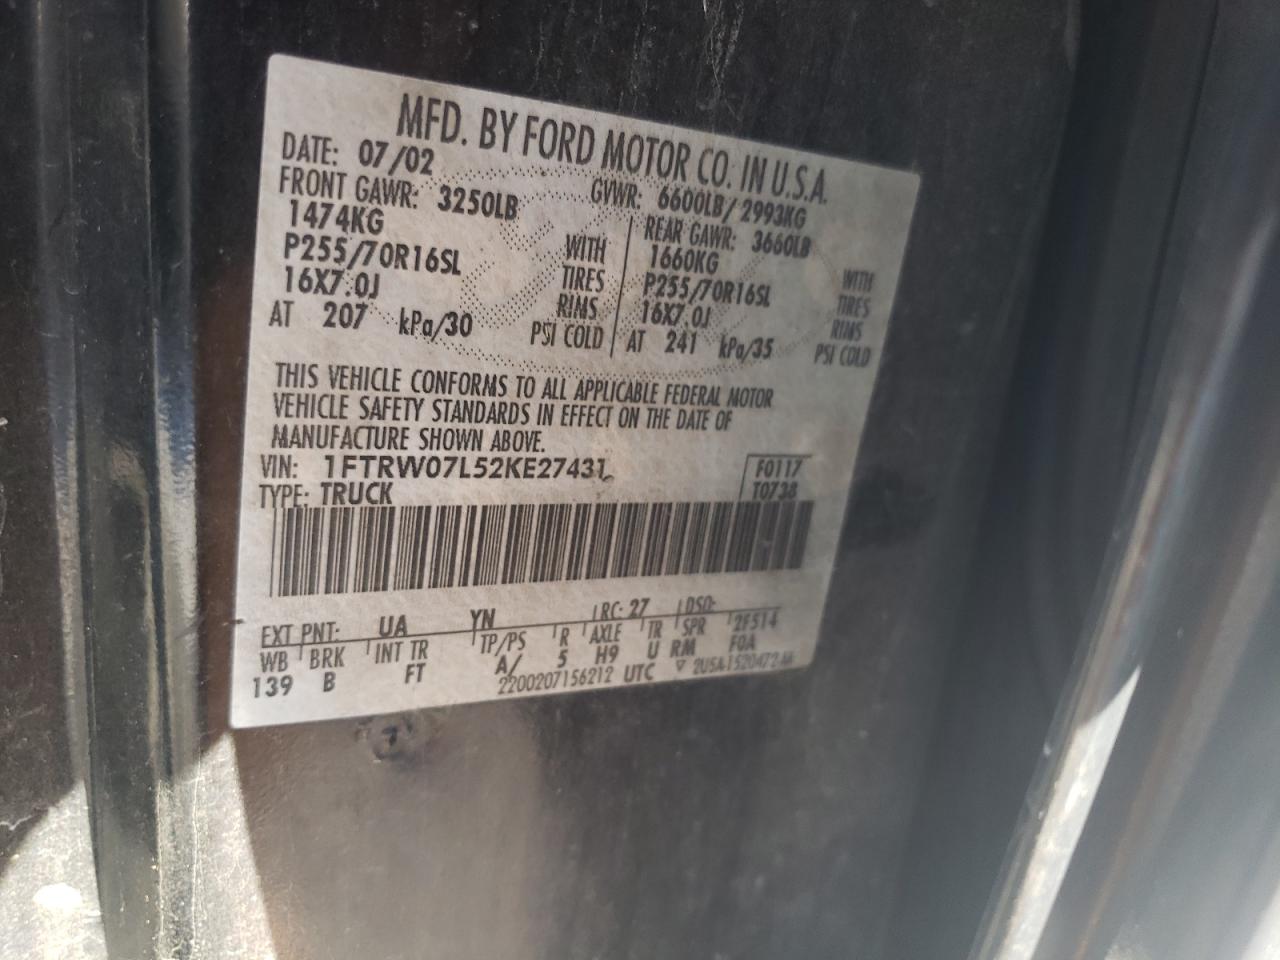 MFD. BY FORD MOTOR CO. IN U.S.A.
DATE: 07/02 GVWR: 6600LB/ 2993KG
FRONT GAWR: 3250LB REAR GAWR: 3660LB
1474KG WITH 1660KG WITH
P255/70R16SL TIRES P255/70R16SL TIRES
16X7.0J RIMS 16X7.0J RIMS
AT 207 kPa/30 PSI COLD AT 241 kPa/35 PSI COLD
THIS VEHICLE CONFORMS TO ALL APPLICABLE FEDERAL MOTOR
VEHICLE SAFETY STANDARDS IN EFFECT ON THE DATE OF
MANUFACTURE SHOWN ABOVE.
VIN: 1FTRW07L52KE27431 F0117
TYPE: TRUCK T0738
EXT PNT: UA YN RC: 27 DSO:
WB BRK INT TR TP/PS R AXLE TR SPR 2F514
139 B FT A/ 5 H9 U RM FQA
2200207156212 UTC